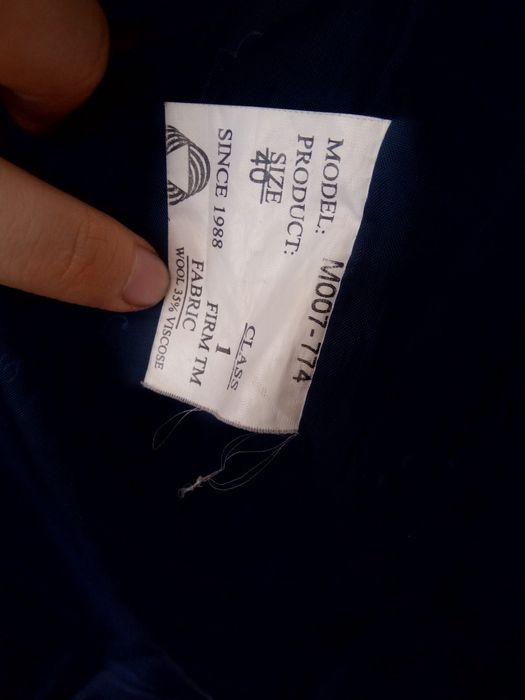 MODEL: M007-774
PRODUCT:
SIZE CLASS
40 1
SINCE 1988 FIRM TM
FABRIC
WOOL 35% VISCOSE